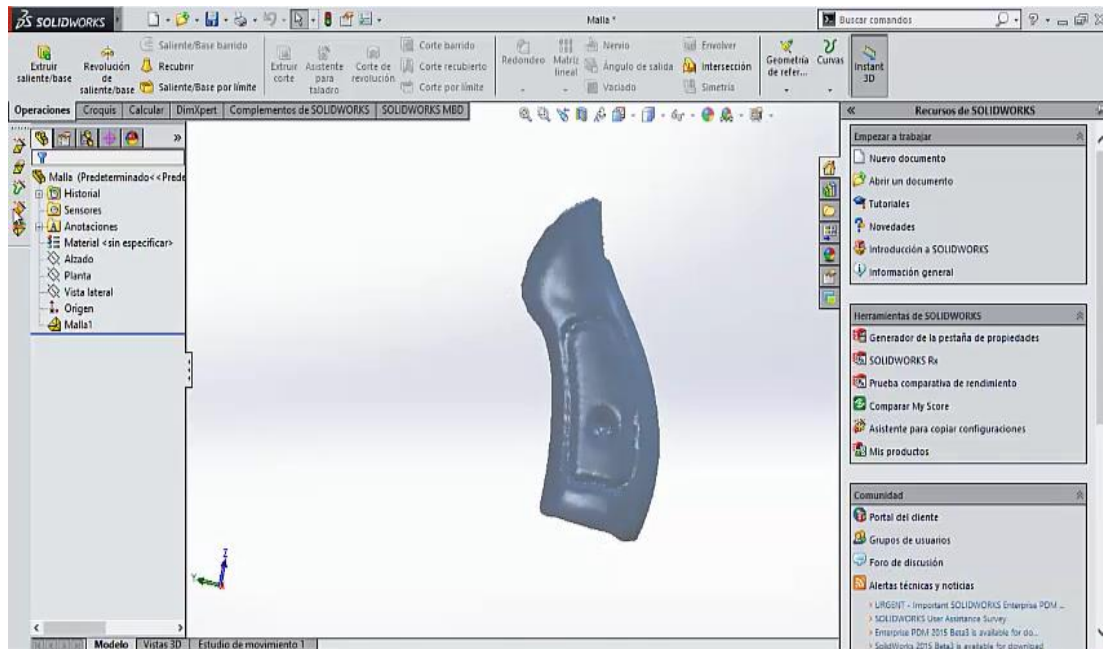 SOLIDWORKS
Malla *
Buscar comandos
Extruir saliente/base
Revolución de saliente/base
Saliente/Base barrido
Recubrir
Saliente/Base por límite
Extruir corte
Asistente para taladro
Corte de revolución
Corte barrido
Corte recubierto
Corte por límite
Redondeo
Matriz lineal
Nervio
Ángulo de salida
Vaciado
Envolver
Intersección
Simetría
Geometría de refer...
Curvas
Instant 3D
Operaciones
Croquis
Calcular
DimXpert
Complementos de SOLIDWORKS
SOLIDWORKS MBD
Malla (Predeterminado<<Prede
Historial
Sensores
Anotaciones
Material <sin especificar>
Alzado
Planta
Vista lateral
Origen
Malla1
Z
Y
Recursos de SOLIDWORKS
Empezar a trabajar
Nuevo documento
Abrir un documento
Tutoriales
Novedades
Introducción a SOLIDWORKS
Información general
Herramientas de SOLIDWORKS
Generador de la pestaña de propiedades
SOLIDWORKS Rx
Prueba comparativa de rendimiento
Comparar My Score
Asistente para copiar configuraciones
Mis productos
Comunidad
Portal del cliente
Grupos de usuarios
Foro de discusión
Alertas técnicas y noticias
URGENT - Important SOLIDWORKS Enterprise PDM ...
SOLIDWORKS User Assistance Survey
Enterprise PDM 2015 Beta3 is available for do...
SolidWorks 2015 Beta3 is available for download
Modelo
Vistas 3D
Estudio de movimiento 1